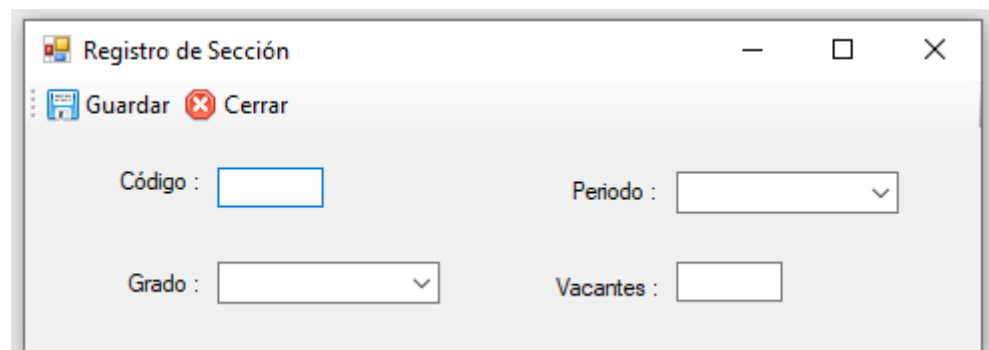 Registro de Sección
Guardar Cerrar
Código :
Periodo :
Grado :
Vacantes :